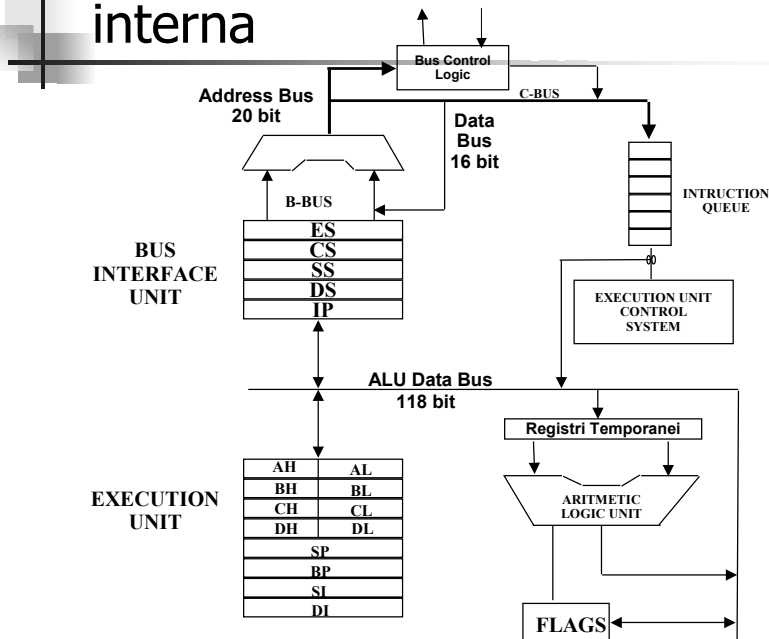 interna
Bus Control
Logic
Address Bus
20 bit
C-BUS
Data
Bus
16 bit
B-BUS
INTRUCTION
QUEUE
ES
CS
SS
DS
IP
BUS
INTERFACE
UNIT
EXECUTION UNIT
CONTROL
SYSTEM
ALU Data Bus
118 bit
Registri Temporanei
AH AL
BH BL
CH CL
DH DL
SP
BP
SI
DI
EXECUTION
UNIT
ARITMETIC
LOGIC UNIT
FLAGS